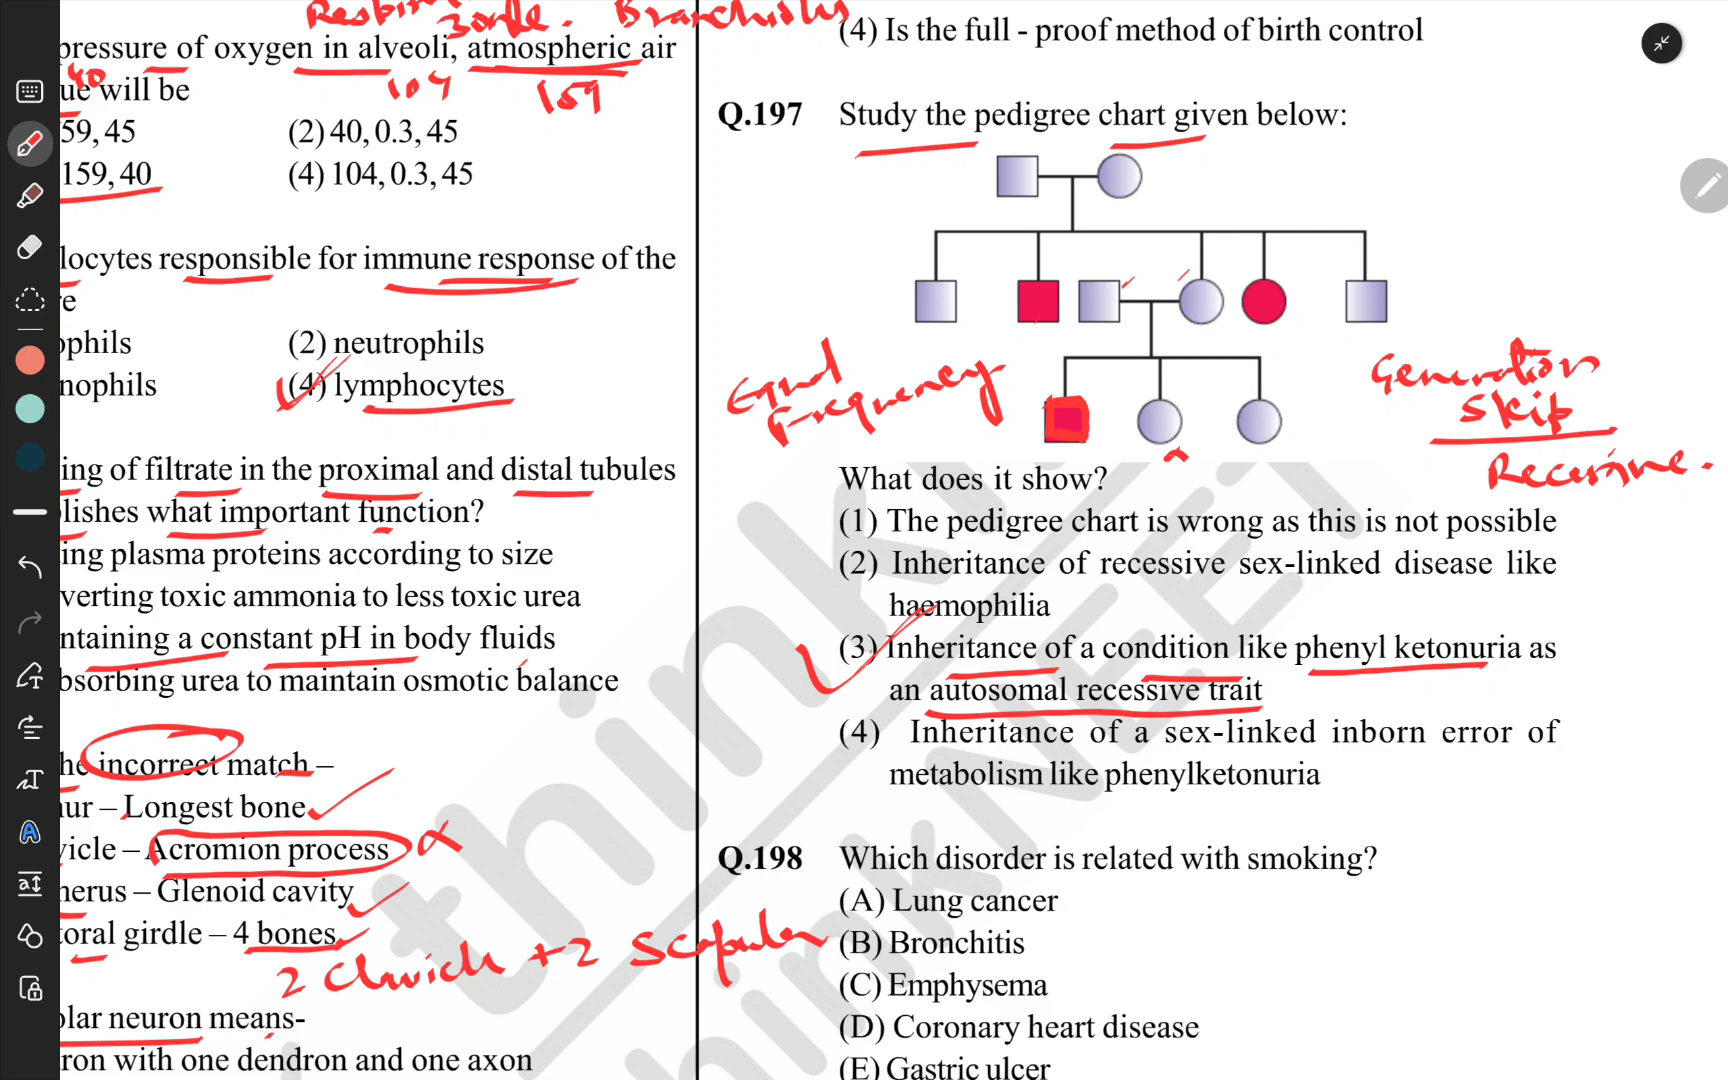 Zone. Branchioles
pressure of oxygen in alveoli, atmospheric air
40
ue will be
104
159
59, 45
(2) 40, 0.3, 45
159, 40
(4) 104, 0.3, 45
locytes responsible for immune response of the
re
ophils
(2) neutrophils
nophils
(4) lymphocytes
ing of filtrate in the proximal and distal tubules
lishes what important function?
ing plasma proteins according to size
verting toxic ammonia to less toxic urea
ntaining a constant pH in body fluids
bsorbing urea to maintain osmotic balance
he incorrect match –
ur – Longest bone
vicle – Acromion process
erus – Glenoid cavity
toral girdle – 4 bones
2 Clavicle + 2 Scapula
olar neuron means-
ron with one dendron and one axon
(4) Is the full - proof method of birth control
Q.197 Study the pedigree chart given below:
Equal
Frequency
Generation
Skip
Recessive.
What does it show?
(1) The pedigree chart is wrong as this is not possible
(2) Inheritance of recessive sex-linked disease like
haemophilia
(3) Inheritance of a condition like phenyl ketonuria as
an autosomal recessive trait
(4) Inheritance of a sex-linked inborn error of
metabolism like phenylketonuria
Q.198 Which disorder is related with smoking?
(A) Lung cancer
(B) Bronchitis
(C) Emphysema
(D) Coronary heart disease
(E) Gastric ulcer